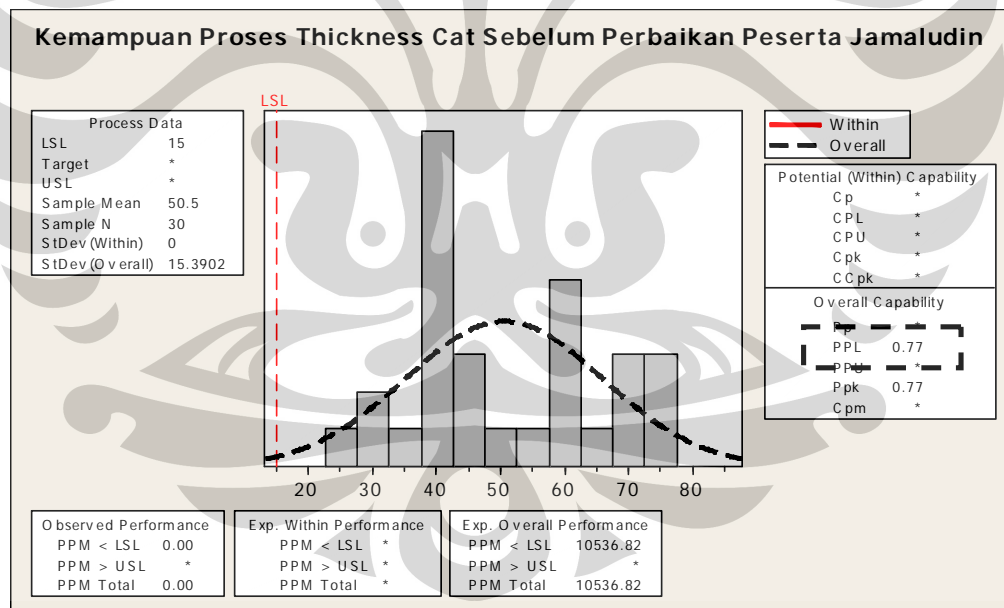 Kemampuan Proses Thickness Cat Sebelum Perbaikan Peserta Jamaludin
LSL
Process Data
LSL 15
Target *
USL *
Sample Mean 50.5
Sample N 30
StDev(Within) 0
StDev(Overall) 15.3902
Within
Overall
Potential (Within) Capability
Cp *
CPL *
CPU *
Cpk *
CCpk *
Overall Capability
Pp *
PPL 0.77
PPU *
Ppk 0.77
Cpm *
20 30 40 50 60 70 80
Observed Performance
PPM < LSL 0.00
PPM > USL *
PPM Total 0.00
Exp. Within Performance
PPM < LSL *
PPM > USL *
PPM Total *
Exp. Overall Performance
PPM < LSL 10536.82
PPM > USL *
PPM Total 10536.82